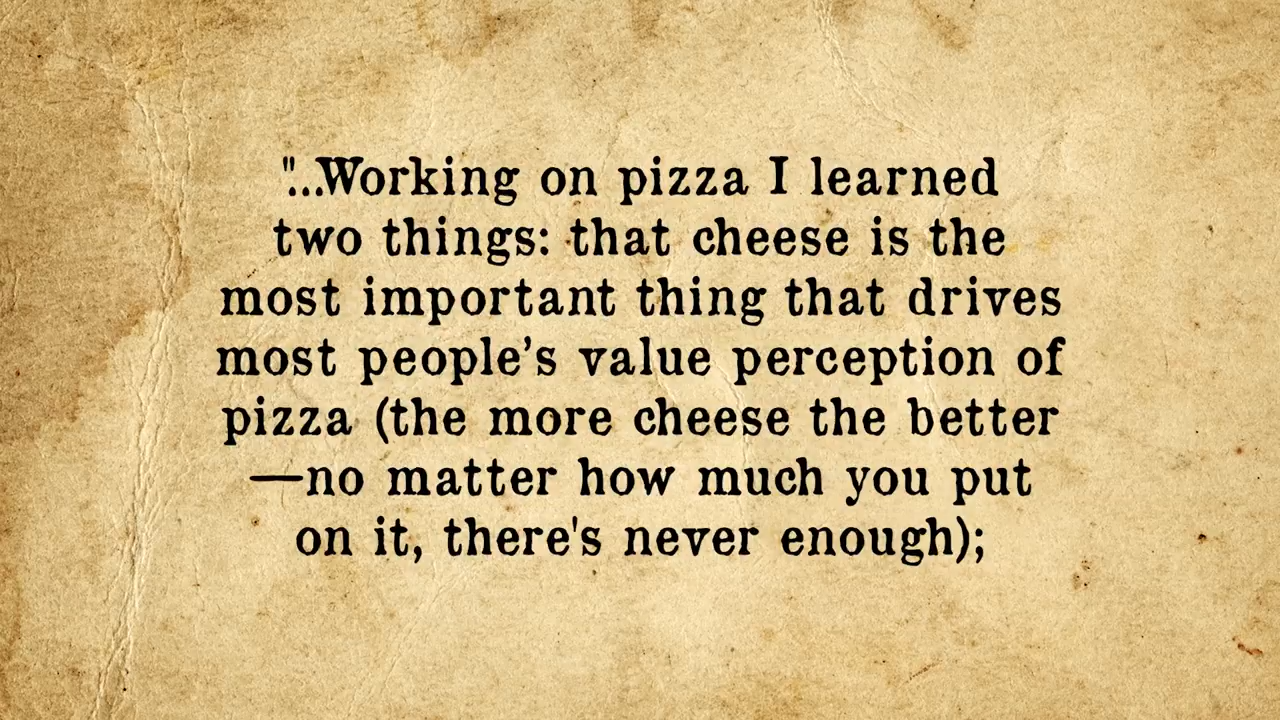 "...Working on pizza I learned
two things: that cheese is the
most important thing that drives
most people’s value perception of
pizza (the more cheese the better
—no matter how much you put
on it, there's never enough);